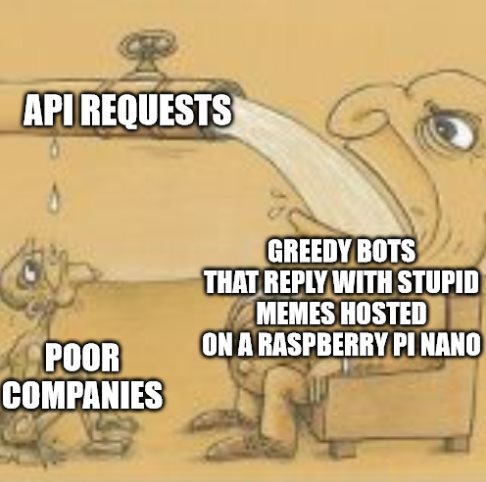 API REQUESTS
GREEDY BOTS
THAT REPLY WITH STUPID
MEMES HOSTED
ON A RASPBERRY PI NANO
POOR
COMPANIES